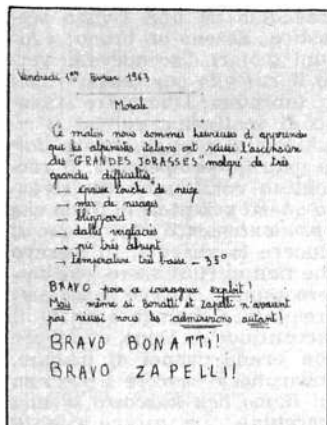 Vendredi 1er Février 1963
Morale
Ce matin nous sommes heureuses d'apprendre
que les alpinistes italiens ont réussi l'ascension
des "GRANDES JORASSES" malgré de très
grandes difficultés
→ épaisse couche de neige
→ mer de nuages
→ blizzard
→ dalles verglacées
→ pic très abrupt
→ température très basse - 35°
BRAVO pour ce courageux exploit!
Mais même si Bonatti et Zapelli n'avaient
pas réussi nous les admirerions autant!
BRAVO BONATTI!
BRAVO ZAPELLI!